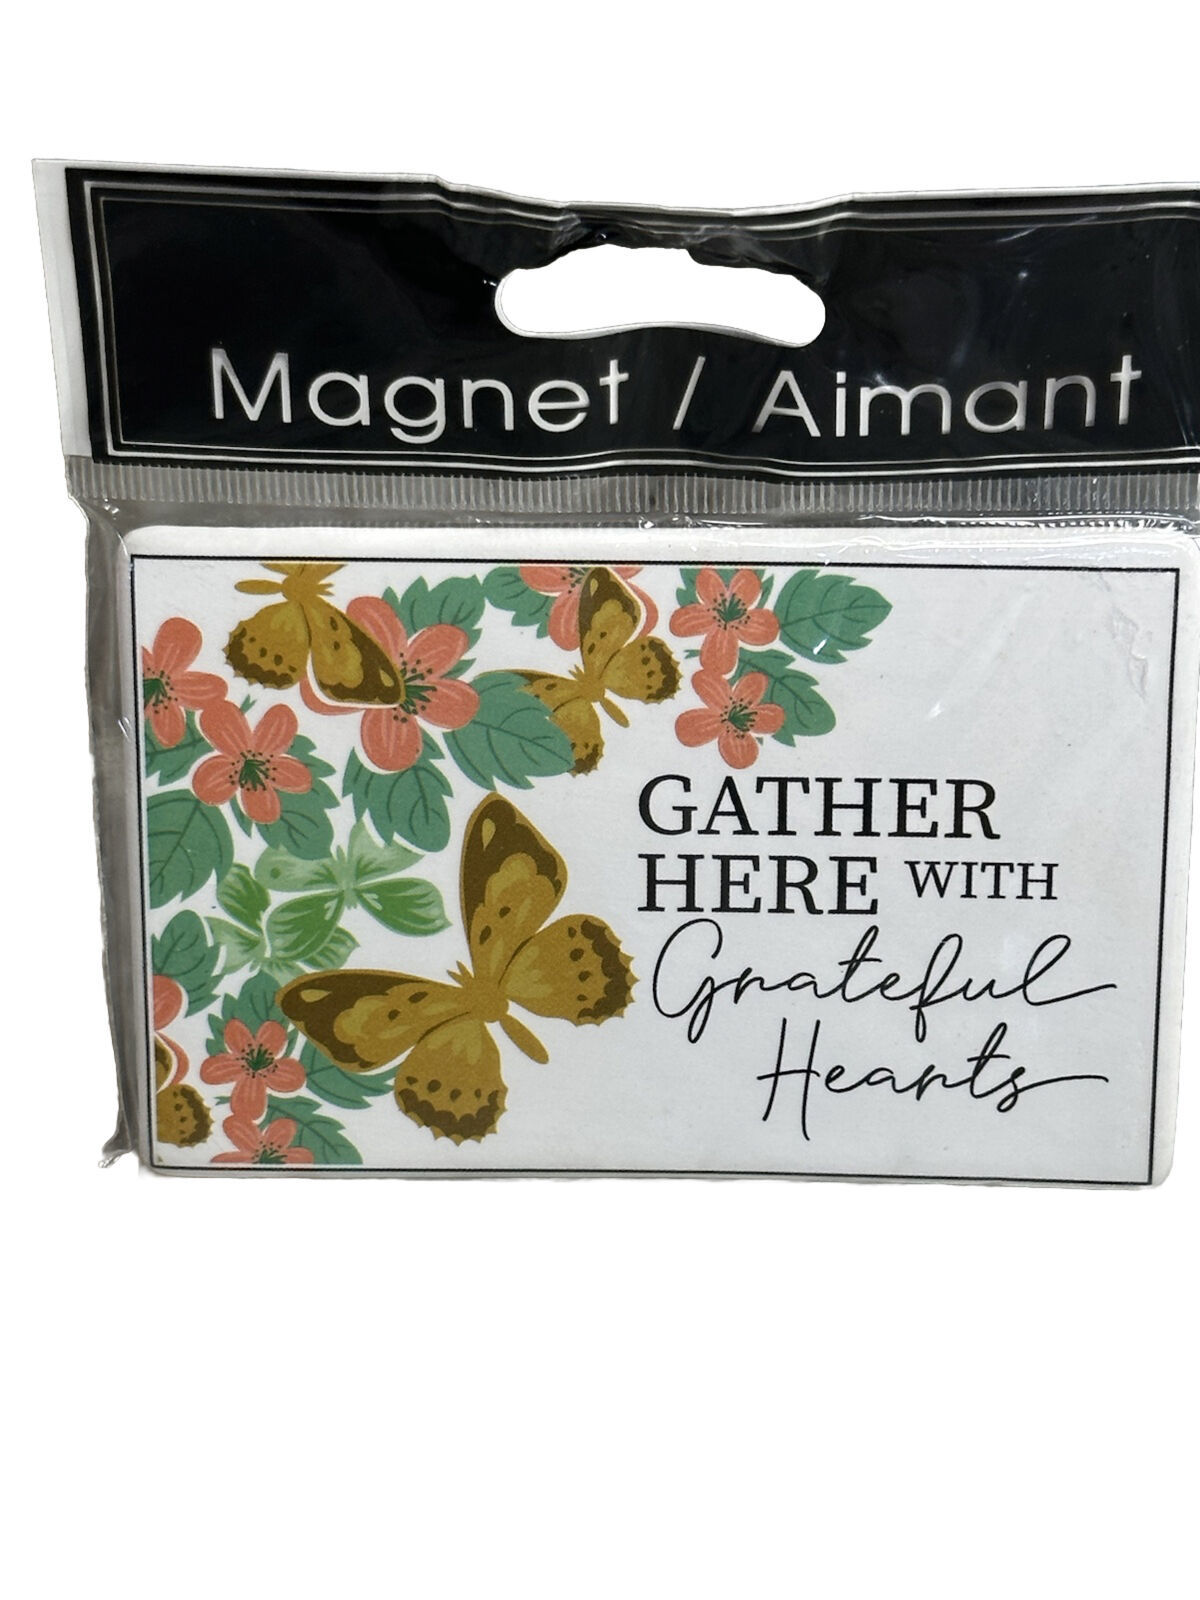 Magnet / Aimant
GATHER
HERE WITH
Grateful
Hearts